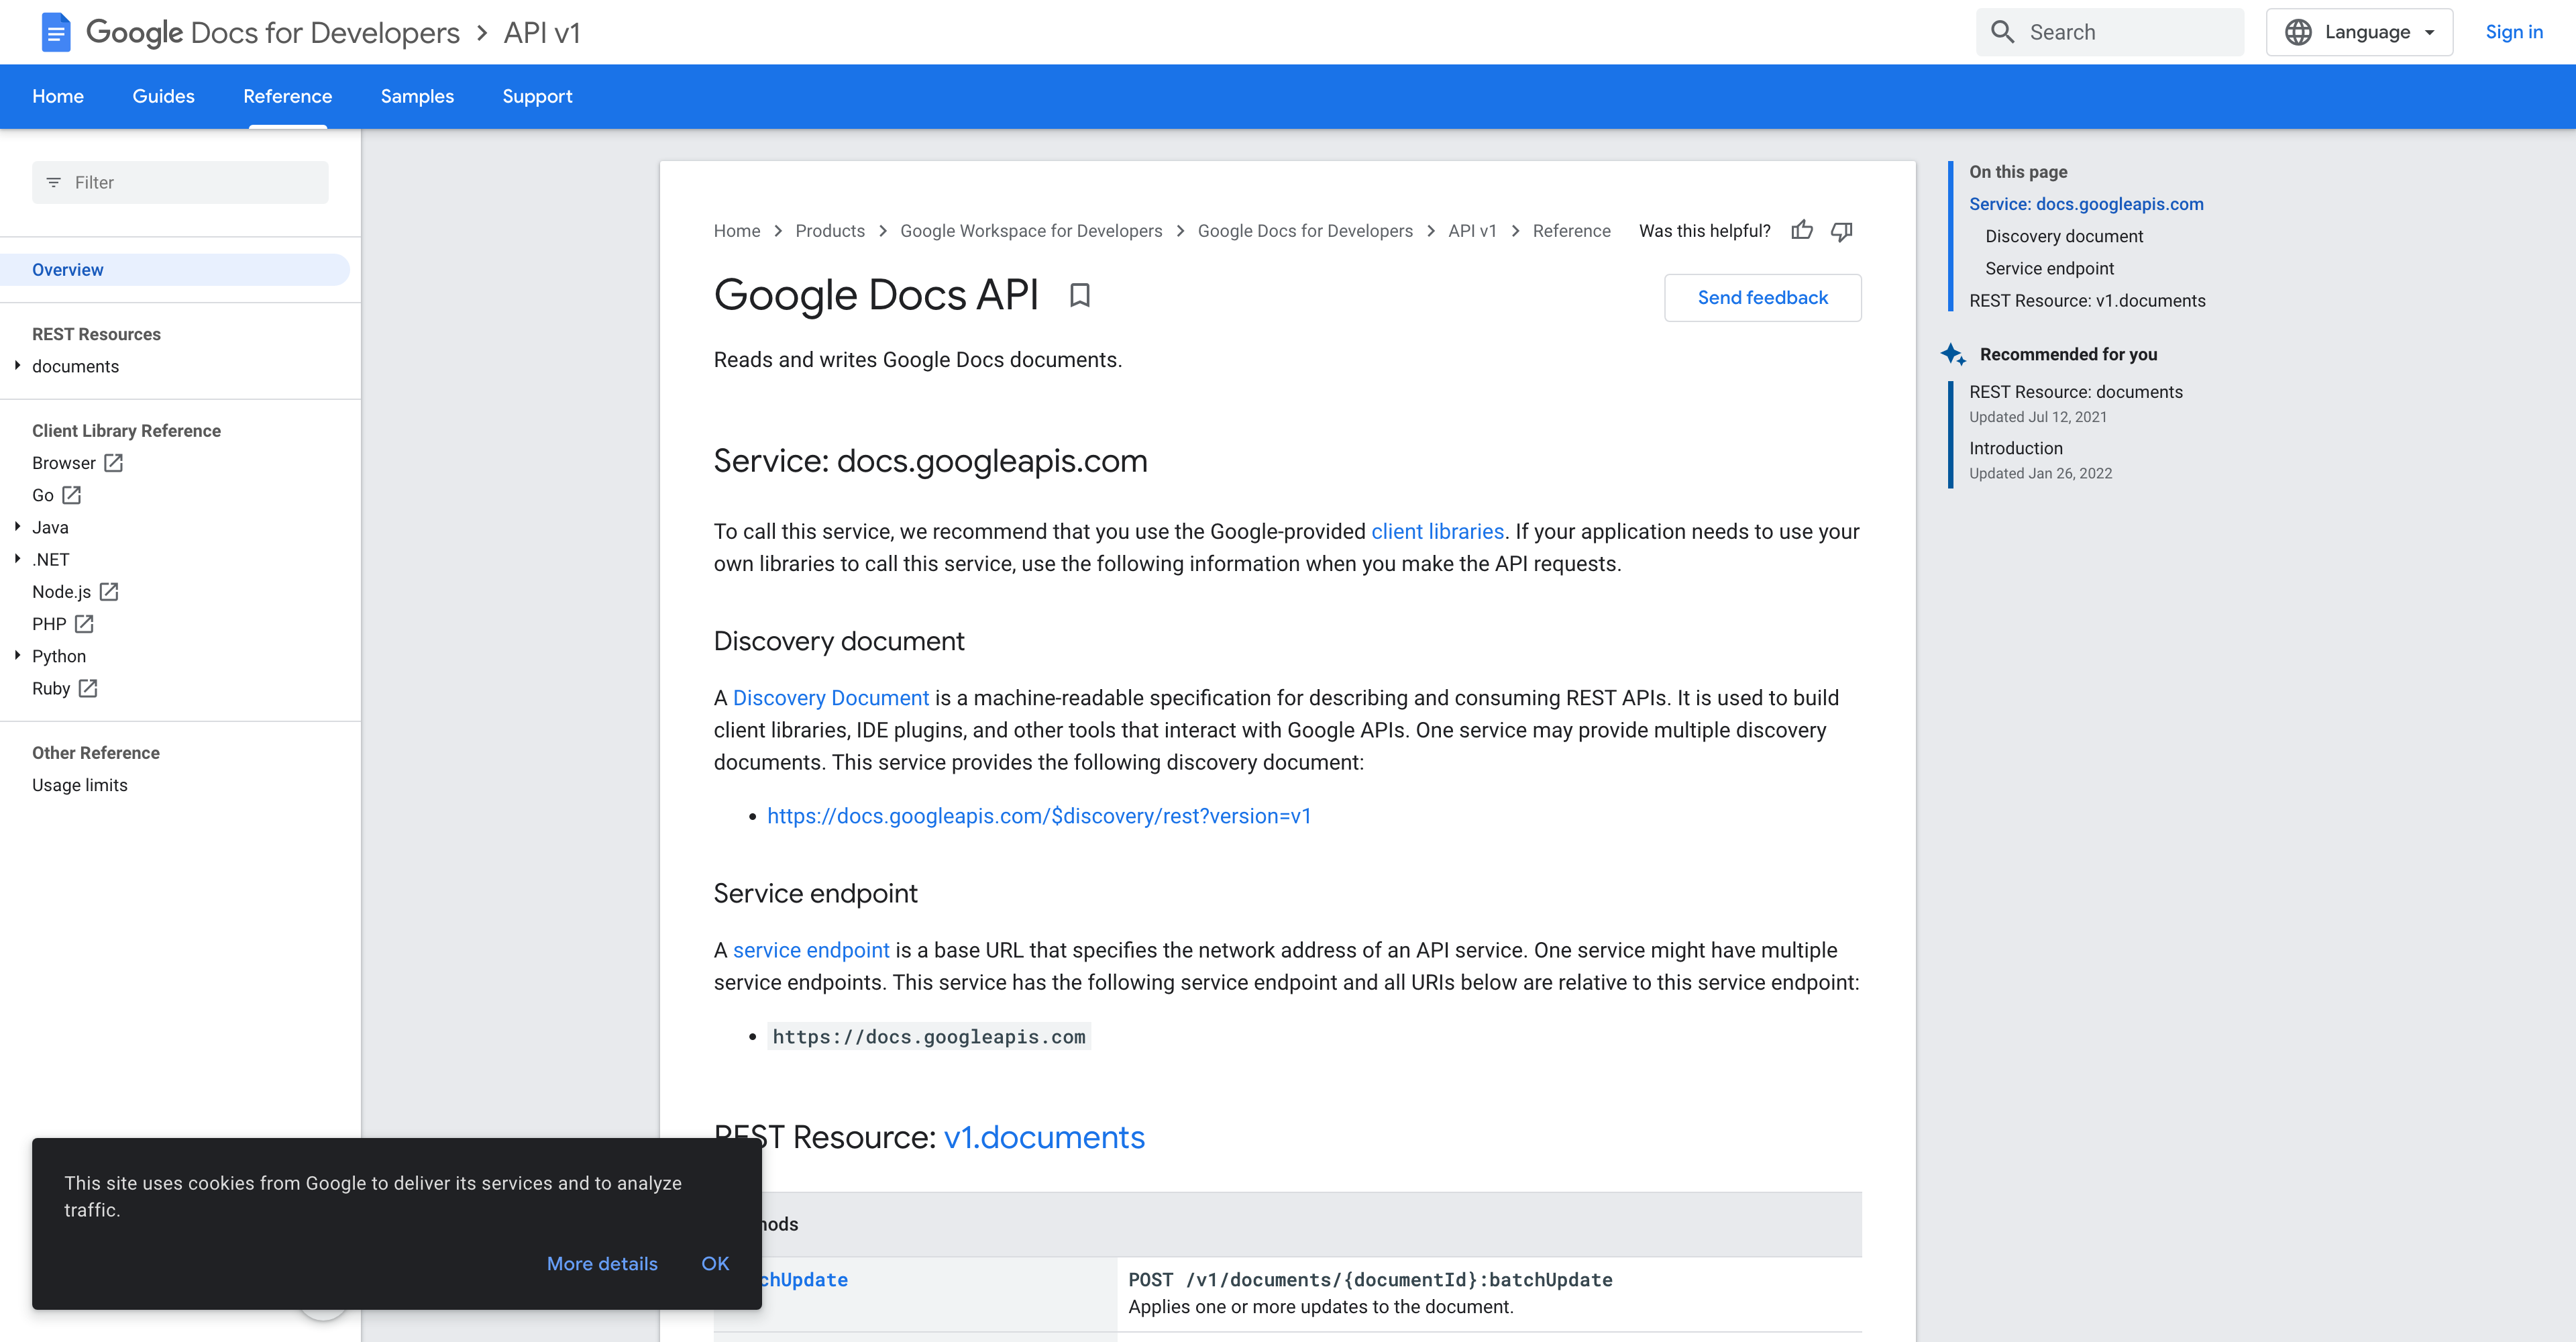 Google Docs for Developers > API v1
Search
Language
Sign in
Home
Guides
Reference
Samples
Support
Filter
Overview
REST Resources
documents
Client Library Reference
Browser
Go
Java
.NET
Node.js
PHP
Python
Ruby
Other Reference
Usage limits
Home > Products > Google Workspace for Developers > Google Docs for Developers > API v1 > Reference
Was this helpful?
Google Docs API
Send feedback
Reads and writes Google Docs documents.
Service: docs.googleapis.com
To call this service, we recommend that you use the Google-provided client libraries. If your application needs to use your
own libraries to call this service, use the following information when you make the API requests.
Discovery document
A Discovery Document is a machine-readable specification for describing and consuming REST APIs. It is used to build
client libraries, IDE plugins, and other tools that interact with Google APIs. One service may provide multiple discovery
documents. This service provides the following discovery document:
• https://docs.googleapis.com/$discovery/rest?version=v1
Service endpoint
A service endpoint is a base URL that specifies the network address of an API service. One service might have multiple
service endpoints. This service has the following service endpoint and all URIs below are relative to this service endpoint:
• https://docs.googleapis.com
REST Resource: v1.documents
hods
chUpdate
POST /v1/documents/{documentId}:batchUpdate
Applies one or more updates to the document.
On this page
Service: docs.googleapis.com
Discovery document
Service endpoint
REST Resource: v1.documents
Recommended for you
REST Resource: documents
Updated Jul 12, 2021
Introduction
Updated Jan 26, 2022
This site uses cookies from Google to deliver its services and to analyze
traffic.
More details
OK